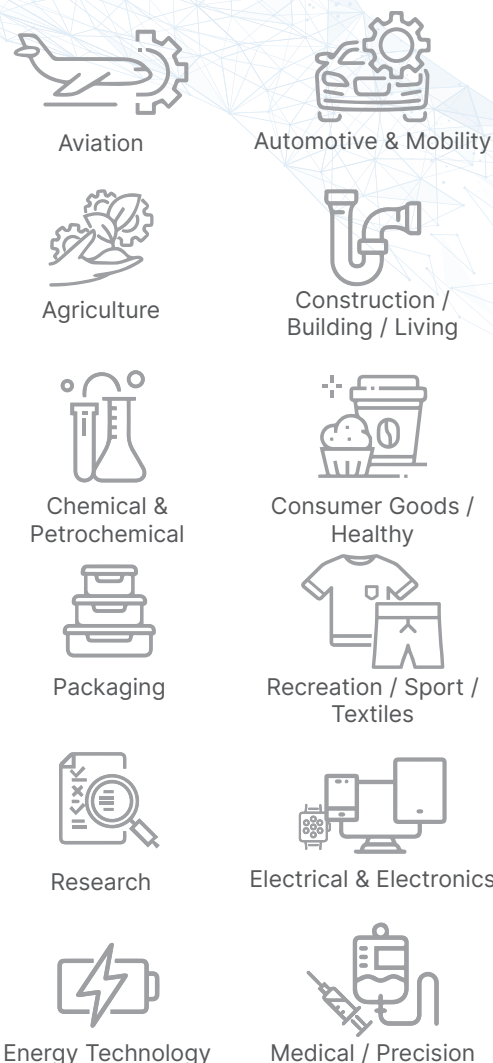 Aviation
Automotive & Mobility
Agriculture
Construction /
Building / Living
Chemical &
Petrochemical
Consumer Goods /
Healthy
Packaging
Recreation / Sport /
Textiles
Research
Electrical & Electronics
Energy Technology
Medical / Precision